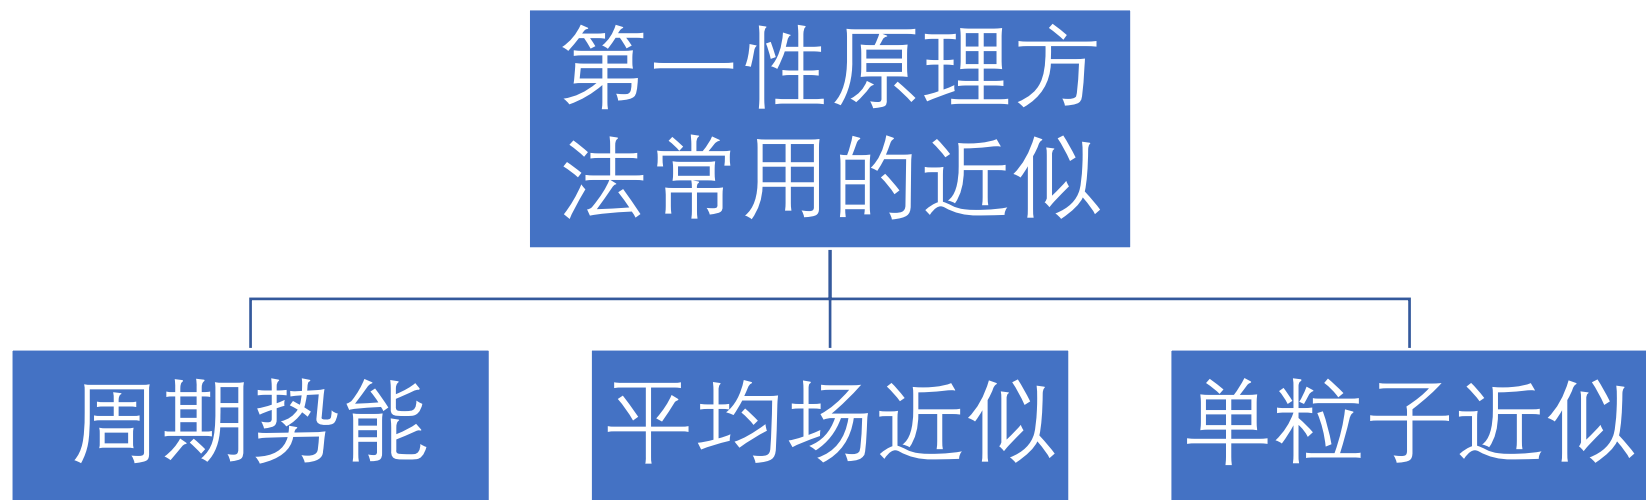 第一性原理方
法常用的近似
周期势能
平均场近似
单粒子近似